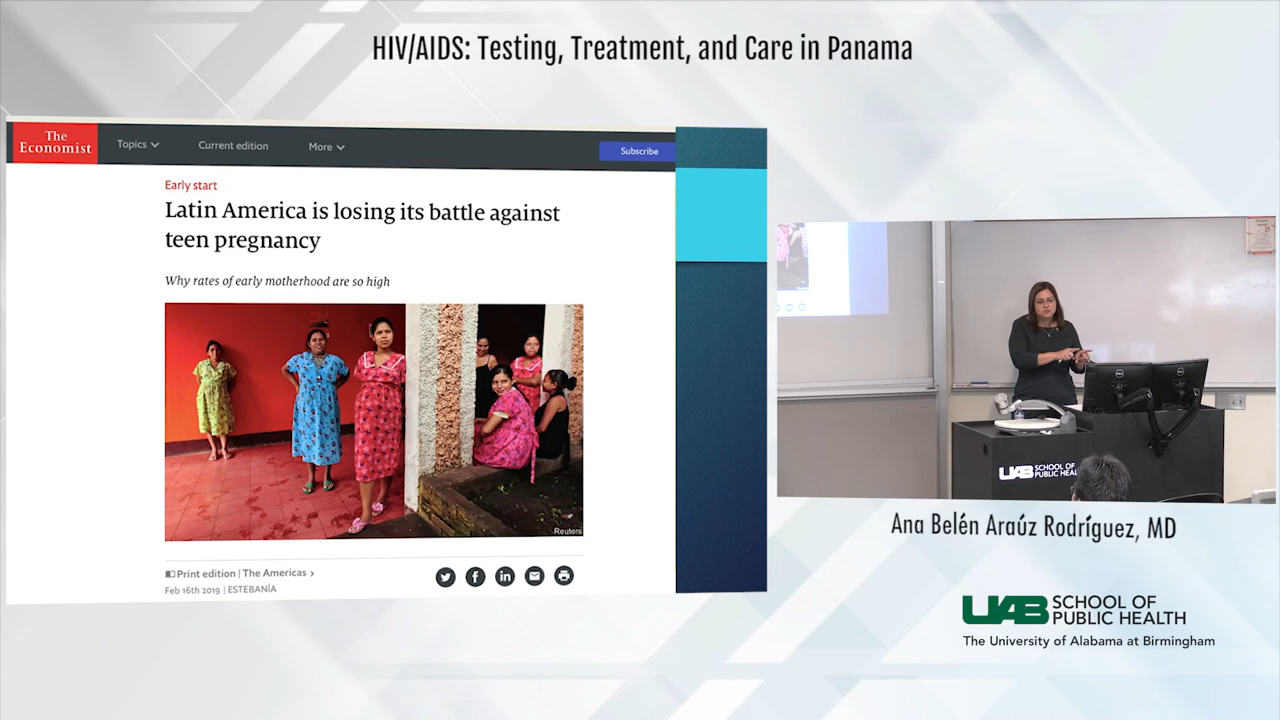 HIV/AIDS: Testing, Treatment, and Care in Panama
The
Economist
Topics
Current edition
More
Subscribe
Early start
Latin America is losing its battle against
teen pregnancy
Why rates of early motherhood are so high
Reuters
Print edition | The Americas
Feb 16th 2019 | ESTEBANÍA
DELL
DELL
UAB SCHOOL OF
PUBLIC HEAL
Ana Belén Araúz Rodríguez, MD
UAB SCHOOL OF
PUBLIC HEALTH
The University of Alabama at Birmingham